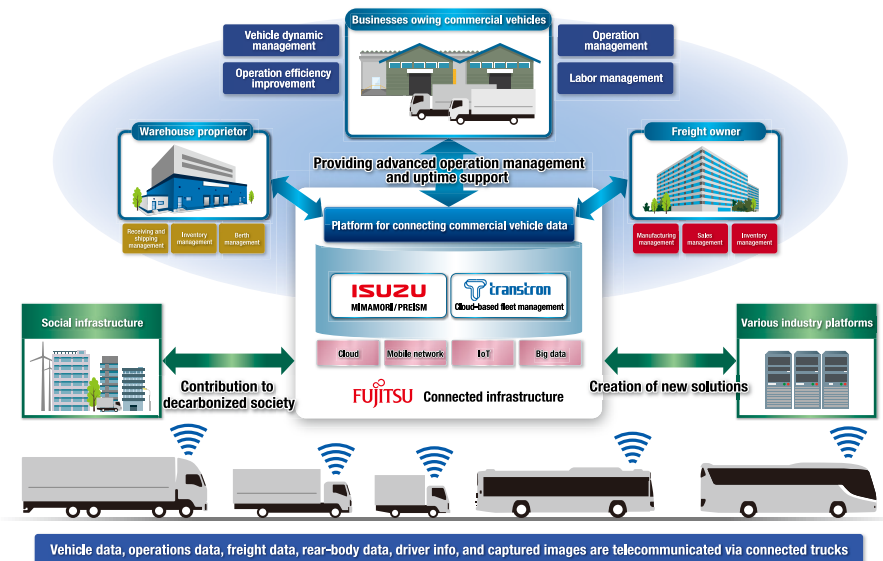 Businesses owing commercial vehicles
Vehicle dynamic
management
Operation efficiency
improvement
Operation
management
Labor management
Warehouse proprietor
Freight owner
Providing advanced operation management
and uptime support
Receiving and
shipping
management
Inventory
management
Berth
management
Platform for connecting commercial vehicle data
Manufacturing
management
Sales
management
Inventory
management
ISUZU
MIMAMORI/PREISM
transtron
Cloud-based fleet management
Social infrastructure
Various industry platforms
Cloud
Mobile network
IoT
Big data
Contribution to
decarbonized society
Creation of new solutions
FUJITSU Connected infrastructure
Vehicle data, operations data, freight data, rear-body data, driver info, and captured images are telecommunicated via connected trucks